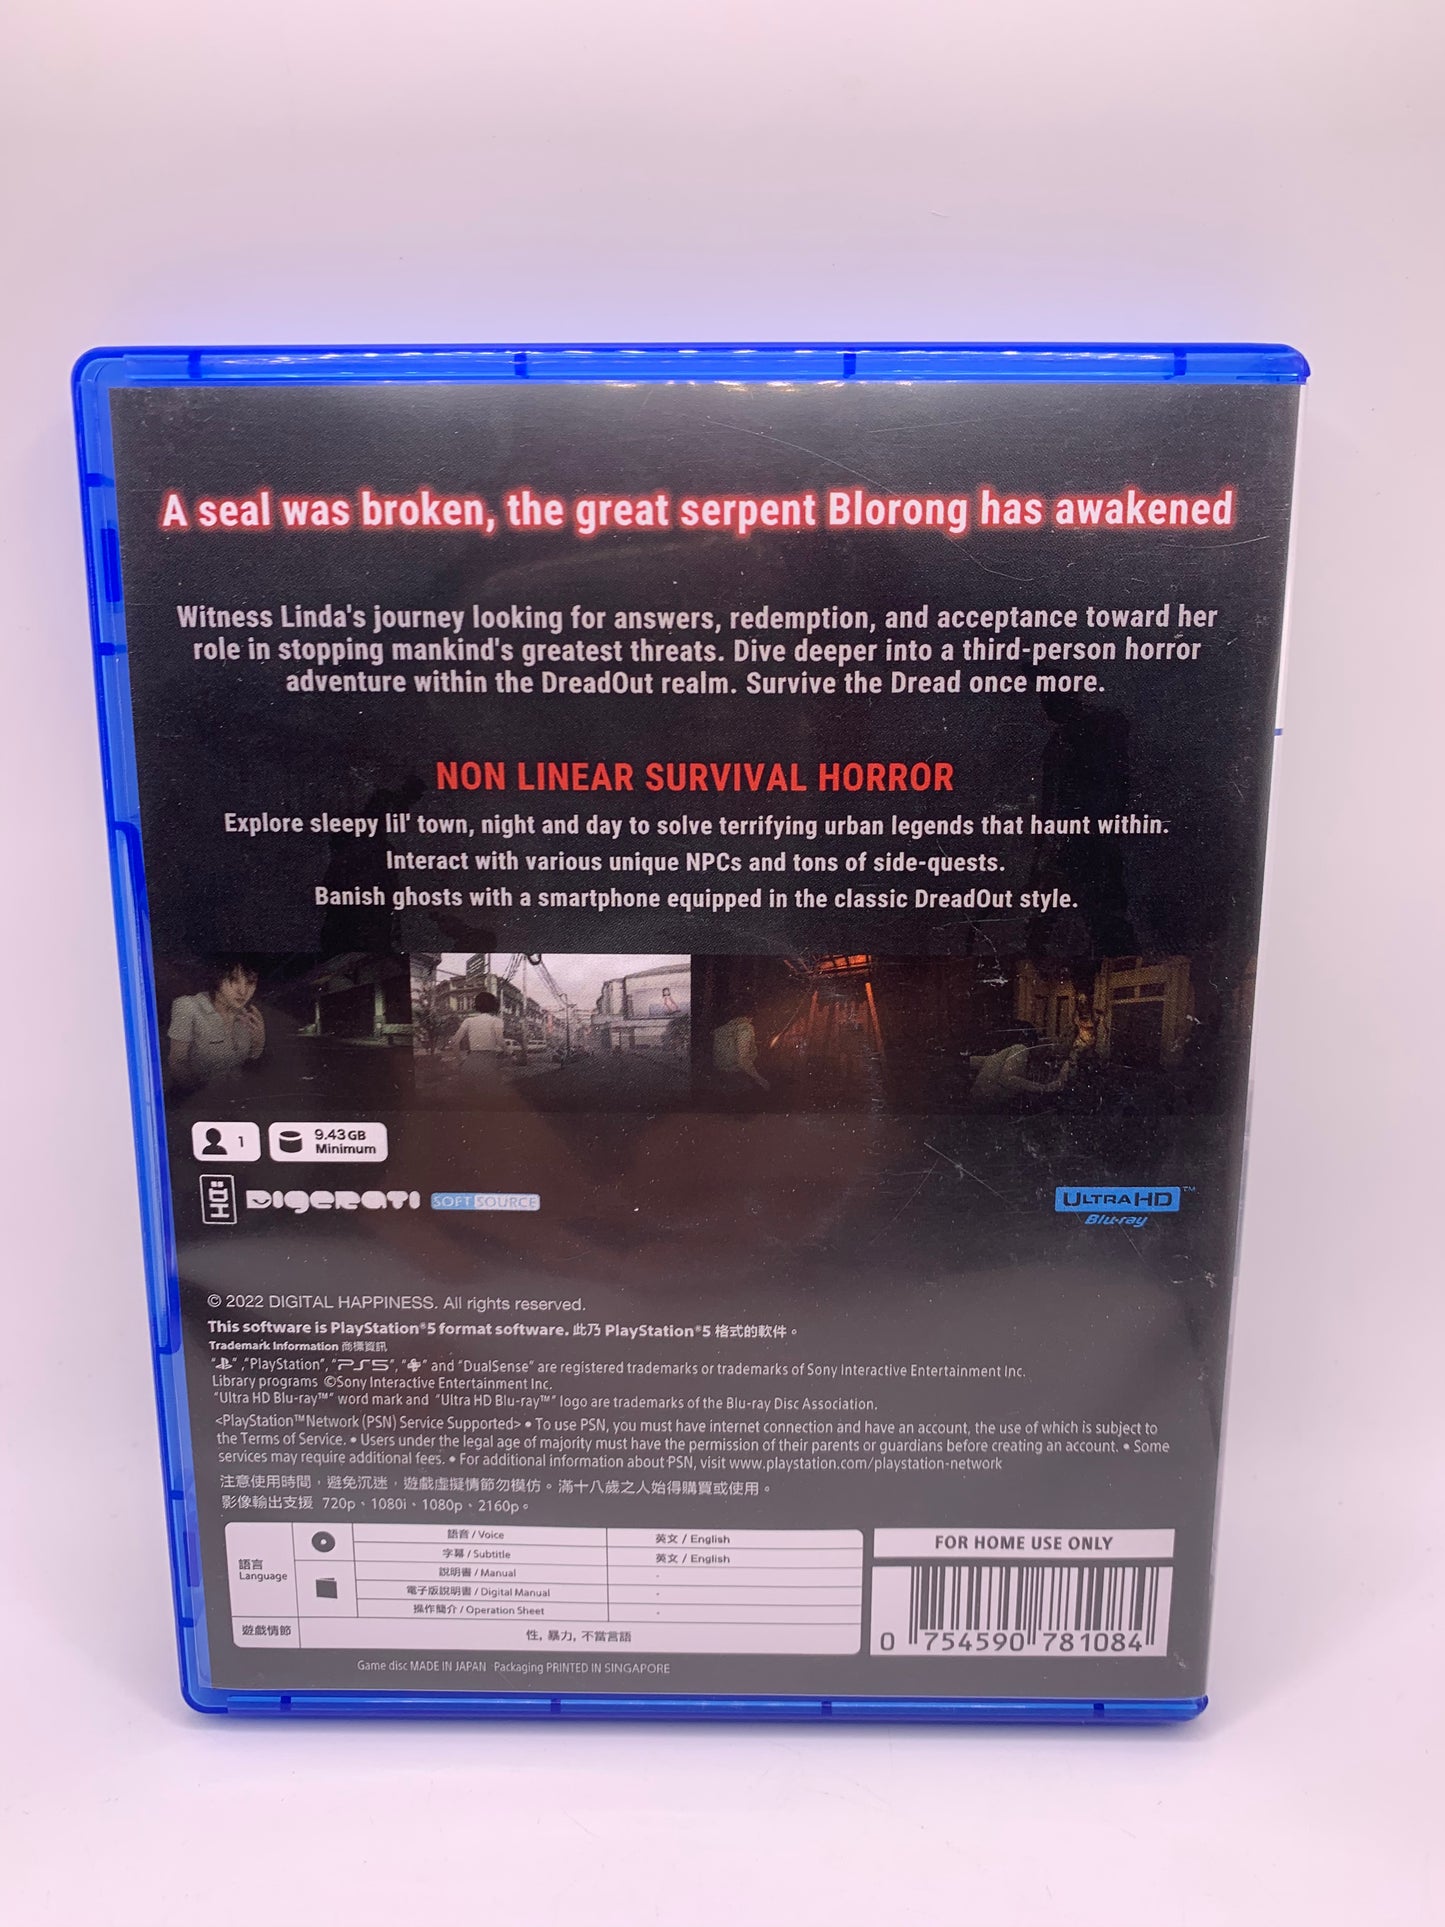 A seal was broken, the great serpent Blorong has awakened
Witness Linda's journey looking for answers, redemption, and acceptance toward her
role in stopping mankind's greatest threats. Dive deeper into a third-person horror
adventure within the DreadOut realm. Survive the Dread once more.
NON LINEAR SURVIVAL HORROR
Explore sleepy lil' town, night and day to solve terrifying urban legends that haunt within.
Interact with various unique NPCs and tons of side-quests.
Banish ghosts with a smartphone equipped in the classic DreadOut style.
1
9.43GB
Minimum
DIGERATI SOFT SOURCE
ULTRA HD™
Blu-ray
© 2022 DIGITAL HAPPINESS. All rights reserved.
This software is PlayStation®5 format software. 此乃 PlayStation®5 格式的軟件。
Trademark Information 商標資訊
" ", "PlayStation", "PS5", " " and "DualSense" are registered trademarks or trademarks of Sony Interactive Entertainment Inc.
Library programs ©Sony Interactive Entertainment Inc.
"Ultra HD Blu-ray™" word mark and "Ultra HD Blu-ray™" logo are trademarks of the Blu-ray Disc Association.
<PlayStation™Network (PSN) Service Supported> • To use PSN, you must have internet connection and have an account, the use of which is subject to
the Terms of Service. • Users under the legal age of majority must have the permission of their parents or guardians before creating an account. • Some
services may require additional fees. • For additional information about PSN, visit www.playstation.com/playstation-network
注意使用時間，避免沉迷，遊戲虛擬情節勿模仿。滿十八歲之人始得購買或使用。
影像輸出支援 720p、1080i、1080p、2160p。
語言
Language
語音 / Voice 英文 / English
字幕 / Subtitle 英文 / English
說明書 / Manual -
電子版說明書 / Digital Manual -
操作簡介 / Operation Sheet -
遊戲情節 性, 暴力, 不當言語
FOR HOME USE ONLY
0 754590 781084
Game disc MADE IN JAPAN Packaging PRINTED IN SINGAPORE